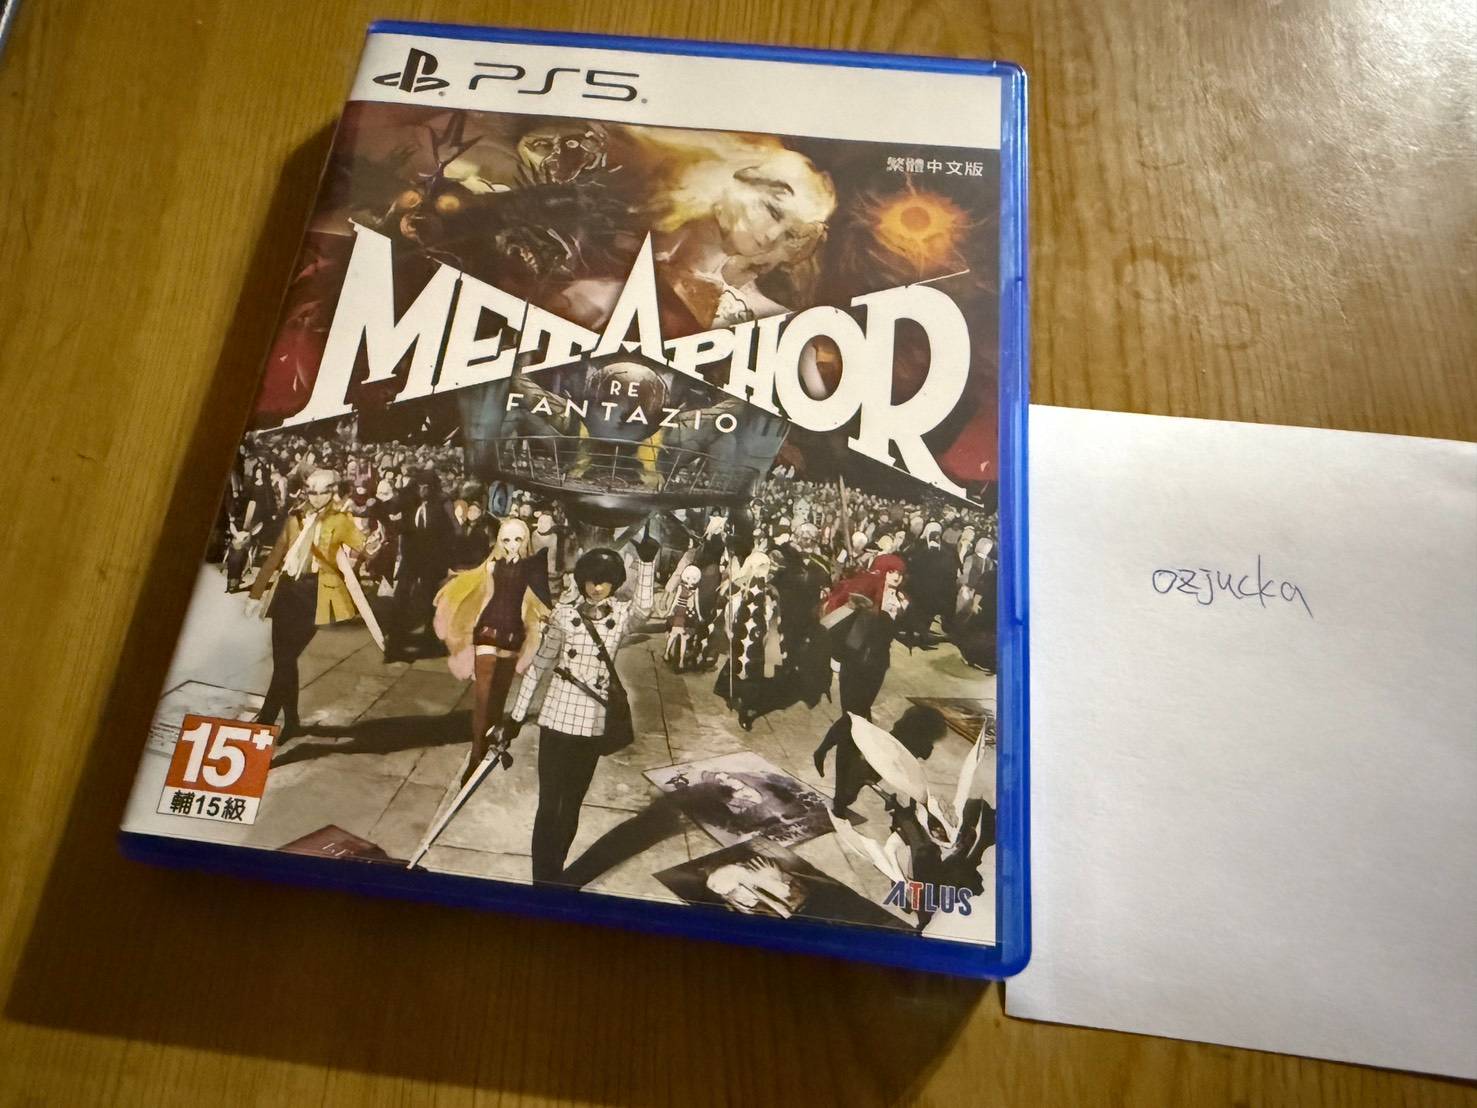 PS5
繁體中文版
METAPHOR
RE
FANTAZIO
15+
輔15級
ATLUS
ozjucka